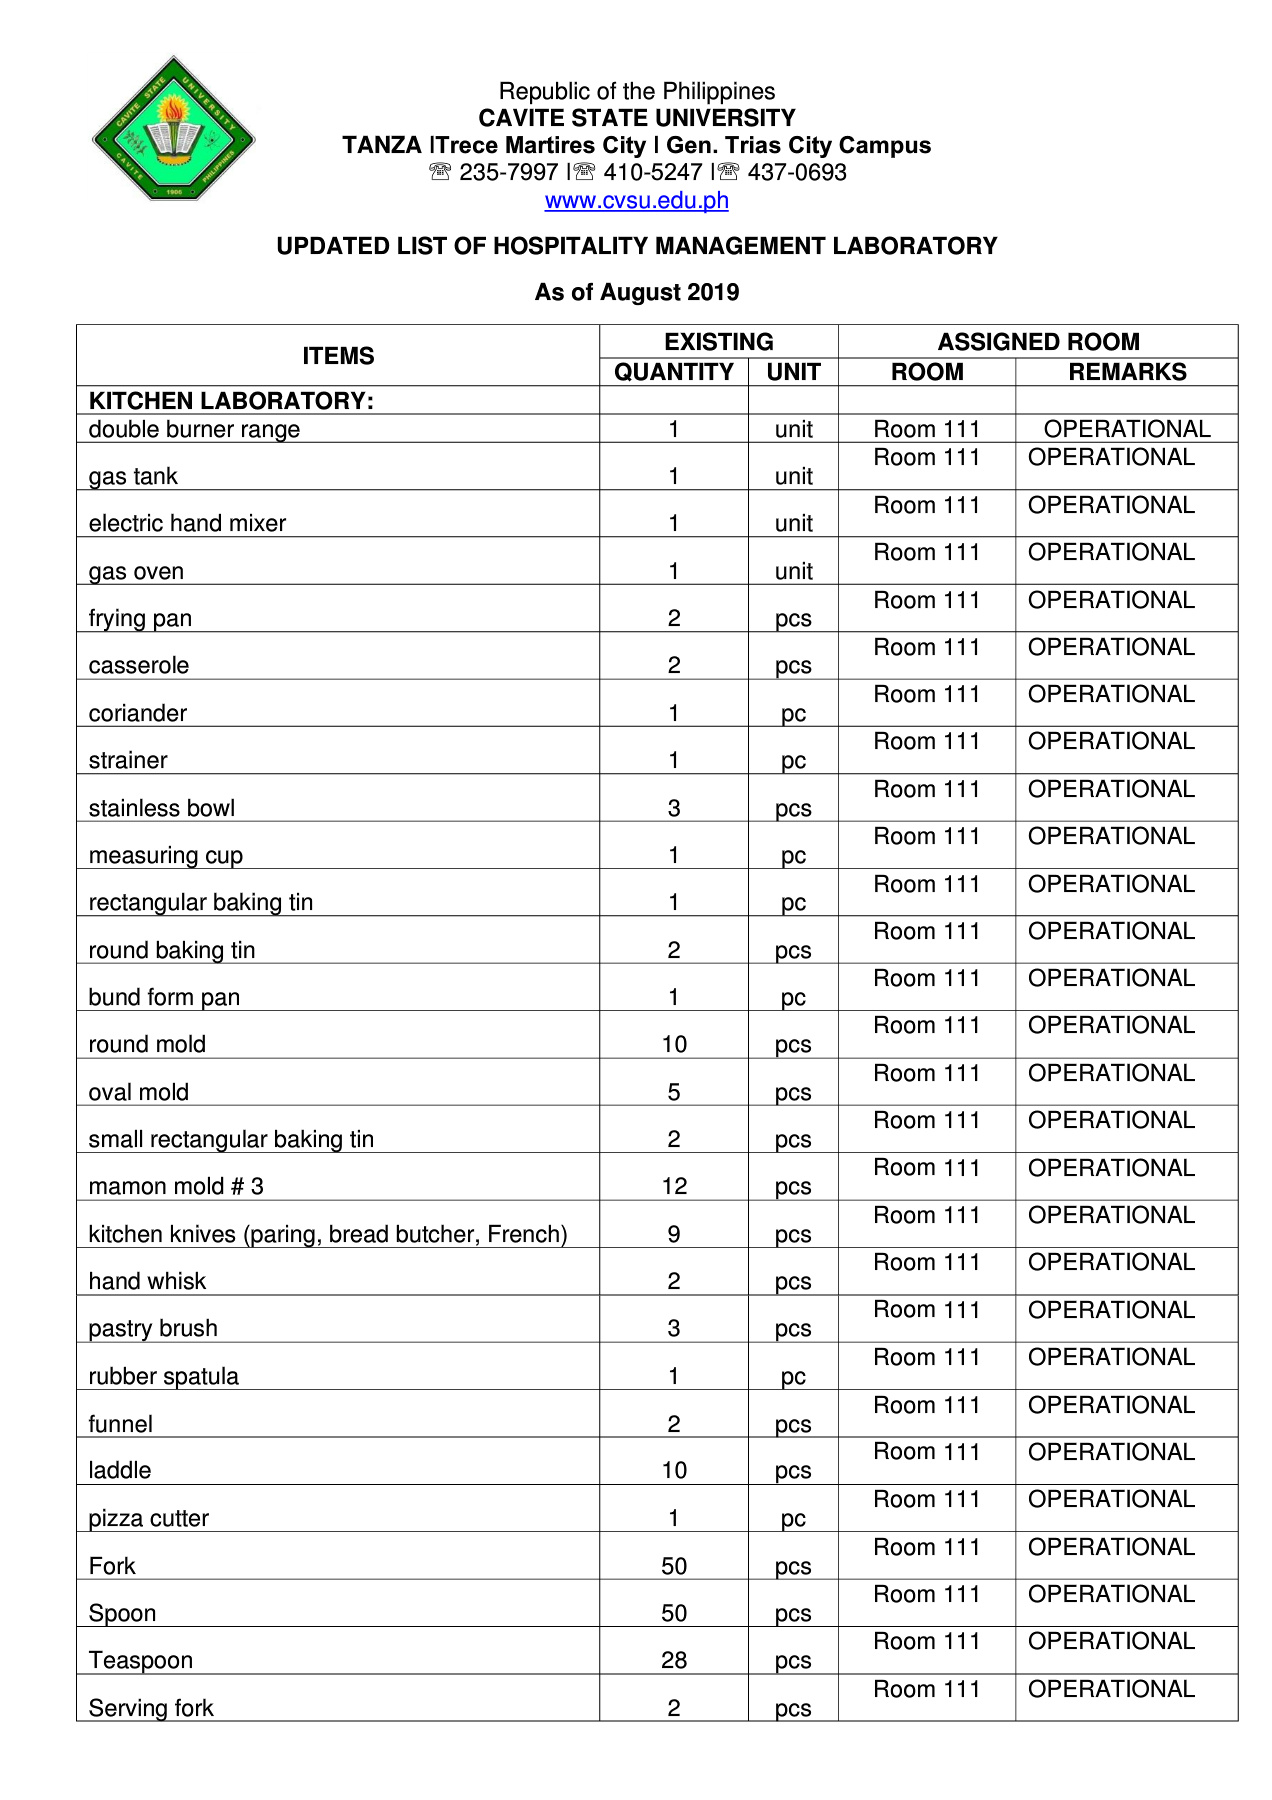 CAVITE STATE UNIVERSITY
CAVITE PHILIPPINES
1906
Republic of the Philippines
CAVITE STATE UNIVERSITY
TANZA |Trece Martires City | Gen. Trias City Campus
☏ 235-7997 |☏ 410-5247 |☏ 437-0693
www.cvsu.edu.ph
UPDATED LIST OF HOSPITALITY MANAGEMENT LABORATORY
As of August 2019
ITEMS EXISTING ASSIGNED ROOM
QUANTITY UNIT ROOM REMARKS
KITCHEN LABORATORY:
double burner range 1 unit Room 111 OPERATIONAL
gas tank 1 unit Room 111 OPERATIONAL
electric hand mixer 1 unit Room 111 OPERATIONAL
gas oven 1 unit Room 111 OPERATIONAL
frying pan 2 pcs Room 111 OPERATIONAL
casserole 2 pcs Room 111 OPERATIONAL
coriander 1 pc Room 111 OPERATIONAL
strainer 1 pc Room 111 OPERATIONAL
stainless bowl 3 pcs Room 111 OPERATIONAL
measuring cup 1 pc Room 111 OPERATIONAL
rectangular baking tin 1 pc Room 111 OPERATIONAL
round baking tin 2 pcs Room 111 OPERATIONAL
bund form pan 1 pc Room 111 OPERATIONAL
round mold 10 pcs Room 111 OPERATIONAL
oval mold 5 pcs Room 111 OPERATIONAL
small rectangular baking tin 2 pcs Room 111 OPERATIONAL
mamon mold # 3 12 pcs Room 111 OPERATIONAL
kitchen knives (paring, bread butcher, French) 9 pcs Room 111 OPERATIONAL
hand whisk 2 pcs Room 111 OPERATIONAL
pastry brush 3 pcs Room 111 OPERATIONAL
rubber spatula 1 pc Room 111 OPERATIONAL
funnel 2 pcs Room 111 OPERATIONAL
laddle 10 pcs Room 111 OPERATIONAL
pizza cutter 1 pc Room 111 OPERATIONAL
Fork 50 pcs Room 111 OPERATIONAL
Spoon 50 pcs Room 111 OPERATIONAL
Teaspoon 28 pcs Room 111 OPERATIONAL
Serving fork 2 pcs Room 111 OPERATIONAL